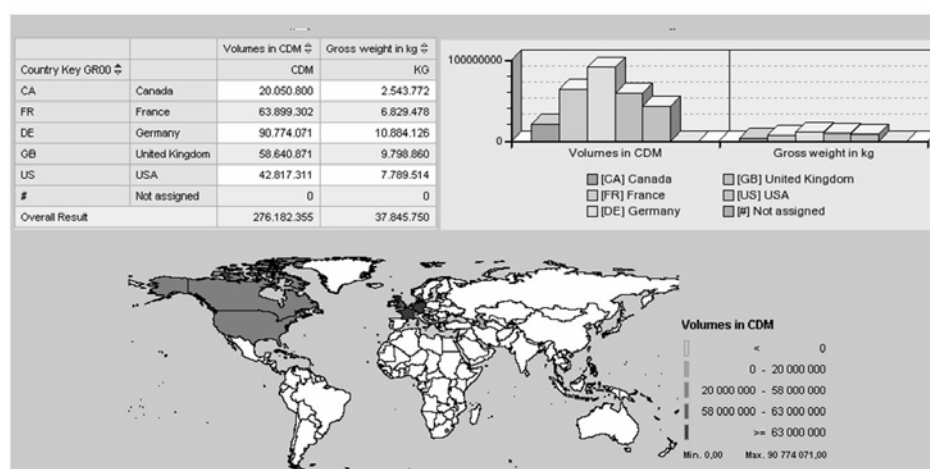 Volumes in CDM Gross weight in kg
Country Key GR00 CDM KG
CA Canada 20.050.800 2.543.772
FR France 63.899.302 6.829.478
DE Germany 90.774.071 10.884.126
GB United Kingdom 58.640.871 9.798.860
US USA 42.817.311 7.789.514
# Not assigned 0 0
Overall Result 276.182.355 37.845.750
100000000
0
Volumes in CDM Gross weight in kg
[CA] Canada [GB] United Kingdom
[FR] France [US] USA
[DE] Germany [#] Not assigned
Volumes in CDM
< 0
0 - 20 000 000
20 000 000 - 58 000 000
58 000 000 - 63 000 000
>= 63 000 000
Min. 0,00 Max. 90 774 071,00